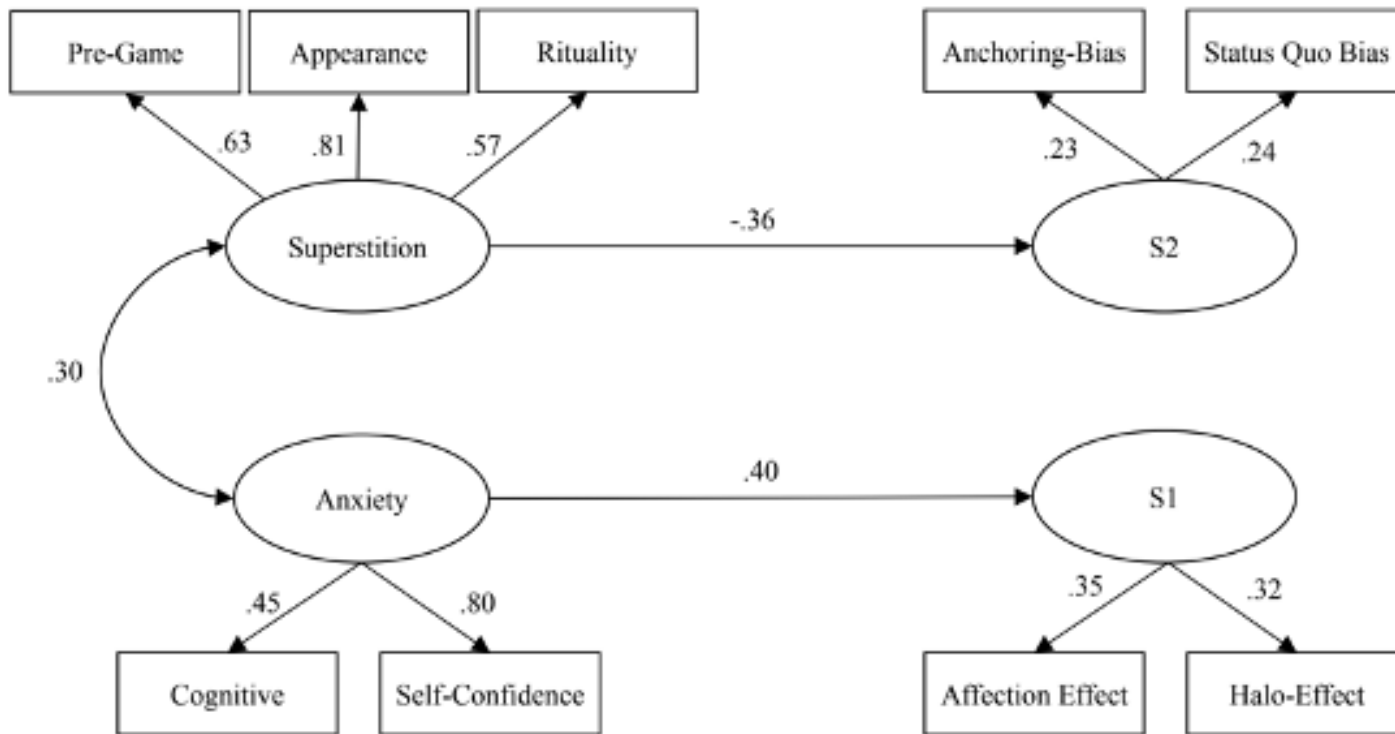 Pre-Game
Appearance
Rituality
Anchoring-Bias
Status Quo Bias
.63
.81
.57
.23
.24
Superstition
-.36
S2
.30
Anxiety
.40
S1
.45
.80
.35
.32
Cognitive
Self-Confidence
Affection Effect
Halo-Effect